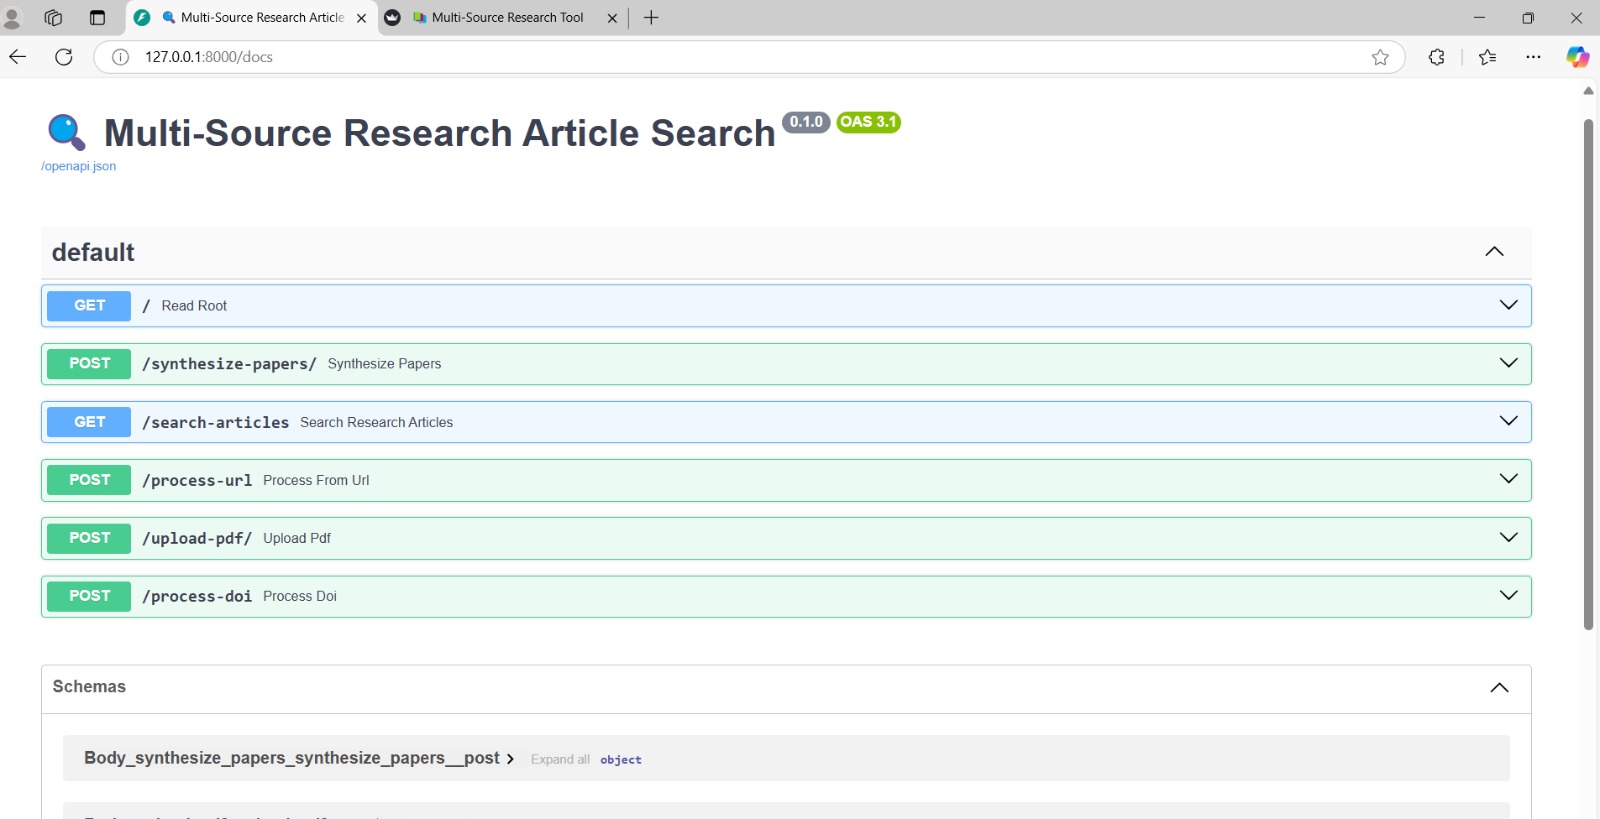 Multi-Source Research Article
Multi-Source Research Tool
127.0.0.1:8000/docs
Multi-Source Research Article Search 0.1.0 OAS 3.1
/openapi.json
default
GET / Read Root
POST /synthesize-papers/ Synthesize Papers
GET /search-articles Search Research Articles
POST /process-url Process From Url
POST /upload-pdf/ Upload Pdf
POST /process-doi Process Doi
Schemas
Body_synthesize_papers_synthesize_papers__post Expand all object